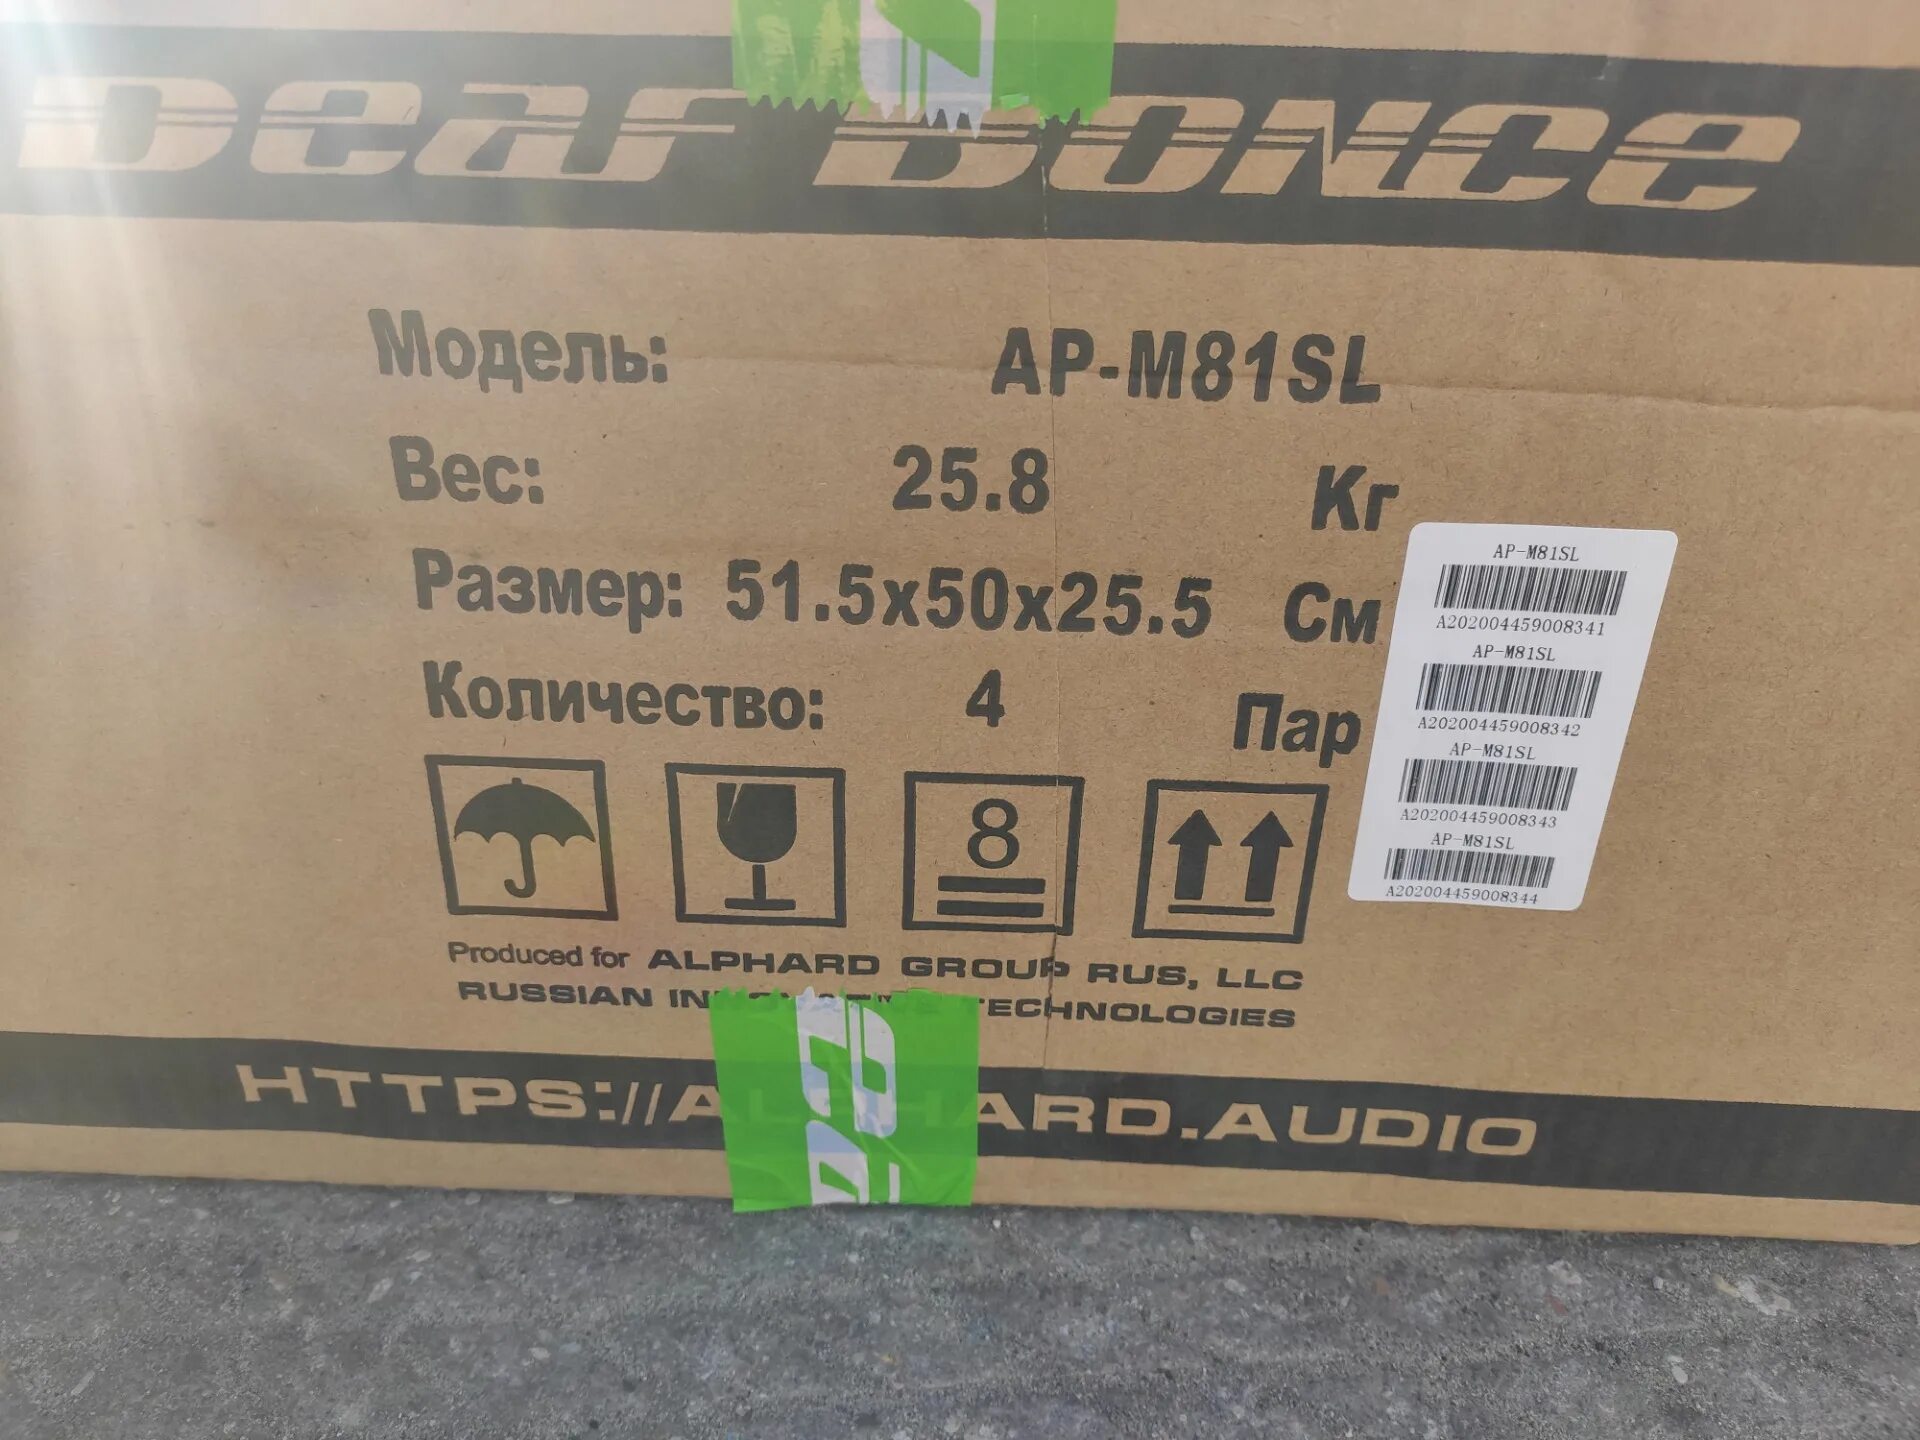 Dear Bonce
Модель: AP-M81SL
Вес: 25.8 Кг
Размер: 51.5x50x25.5 См
Количество: 4 Пар
8
AP-M81SL
A202004459008341
AP-M81SL
A202004459008342
AP-M81SL
A202004459008343
AP-M81SL
A202004459008344
Produced for ALPHARD GROUP RUS, LLC
RUSSIAN TECHNOLOGIES
HTTPS://ALPHARD.AUDIO